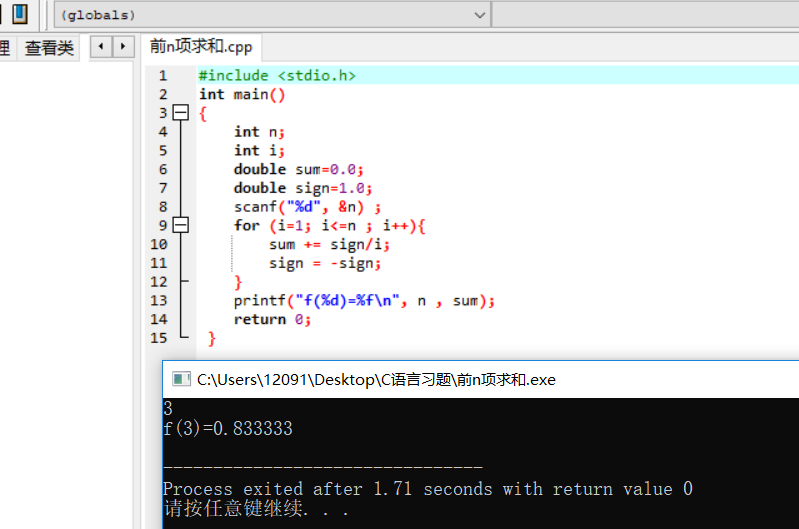 (globals)
理 查看类 前n项求和.cpp
1 #include <stdio.h>
2 int main()
3 {
4 int n;
5 int i;
6 double sum=0.0;
7 double sign=1.0;
8 scanf("%d", &n) ;
9 for (i=1; i<=n ; i++){
10 sum += sign/i;
11 sign = -sign;
12 }
13 printf("f(%d)=%f\n", n , sum);
14 return 0;
15 }
C:\Users\12091\Desktop\C语言习题\前n项求和.exe
3
f(3)=0.833333
--------------------------------
Process exited after 1.71 seconds with return value 0
请按任意键继续. . .